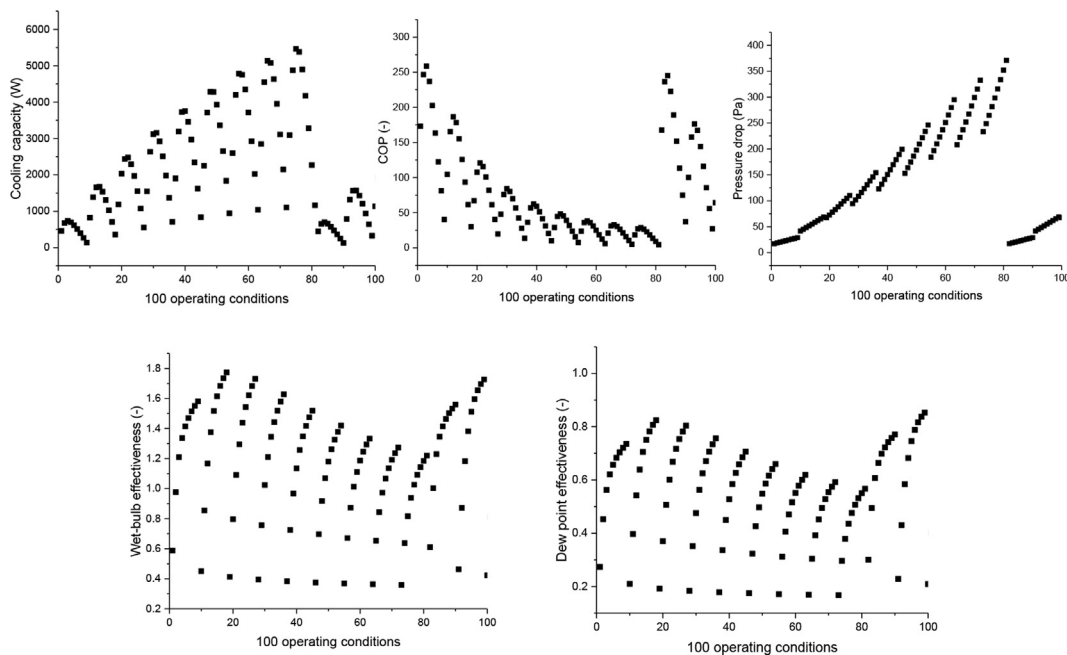 Cooling capacity (W)
6000
5000
4000
3000
2000
1000
0
0 20 40 60 80 100
100 operating conditions
COP (-)
300
250
200
150
100
50
0
0 20 40 60 80 100
100 operating conditions
Pressure drop (Pa)
400
350
300
250
200
150
100
50
0
0 20 40 60 80 100
100 operating conditions
Wet-bulb effectiveness (-)
1.8
1.6
1.4
1.2
1.0
0.8
0.6
0.4
0.2
0 20 40 60 80 100
100 operating conditions
Dew point effectiveness (-)
1.0
0.8
0.6
0.4
0.2
0 20 40 60 80 100
100 operating conditions